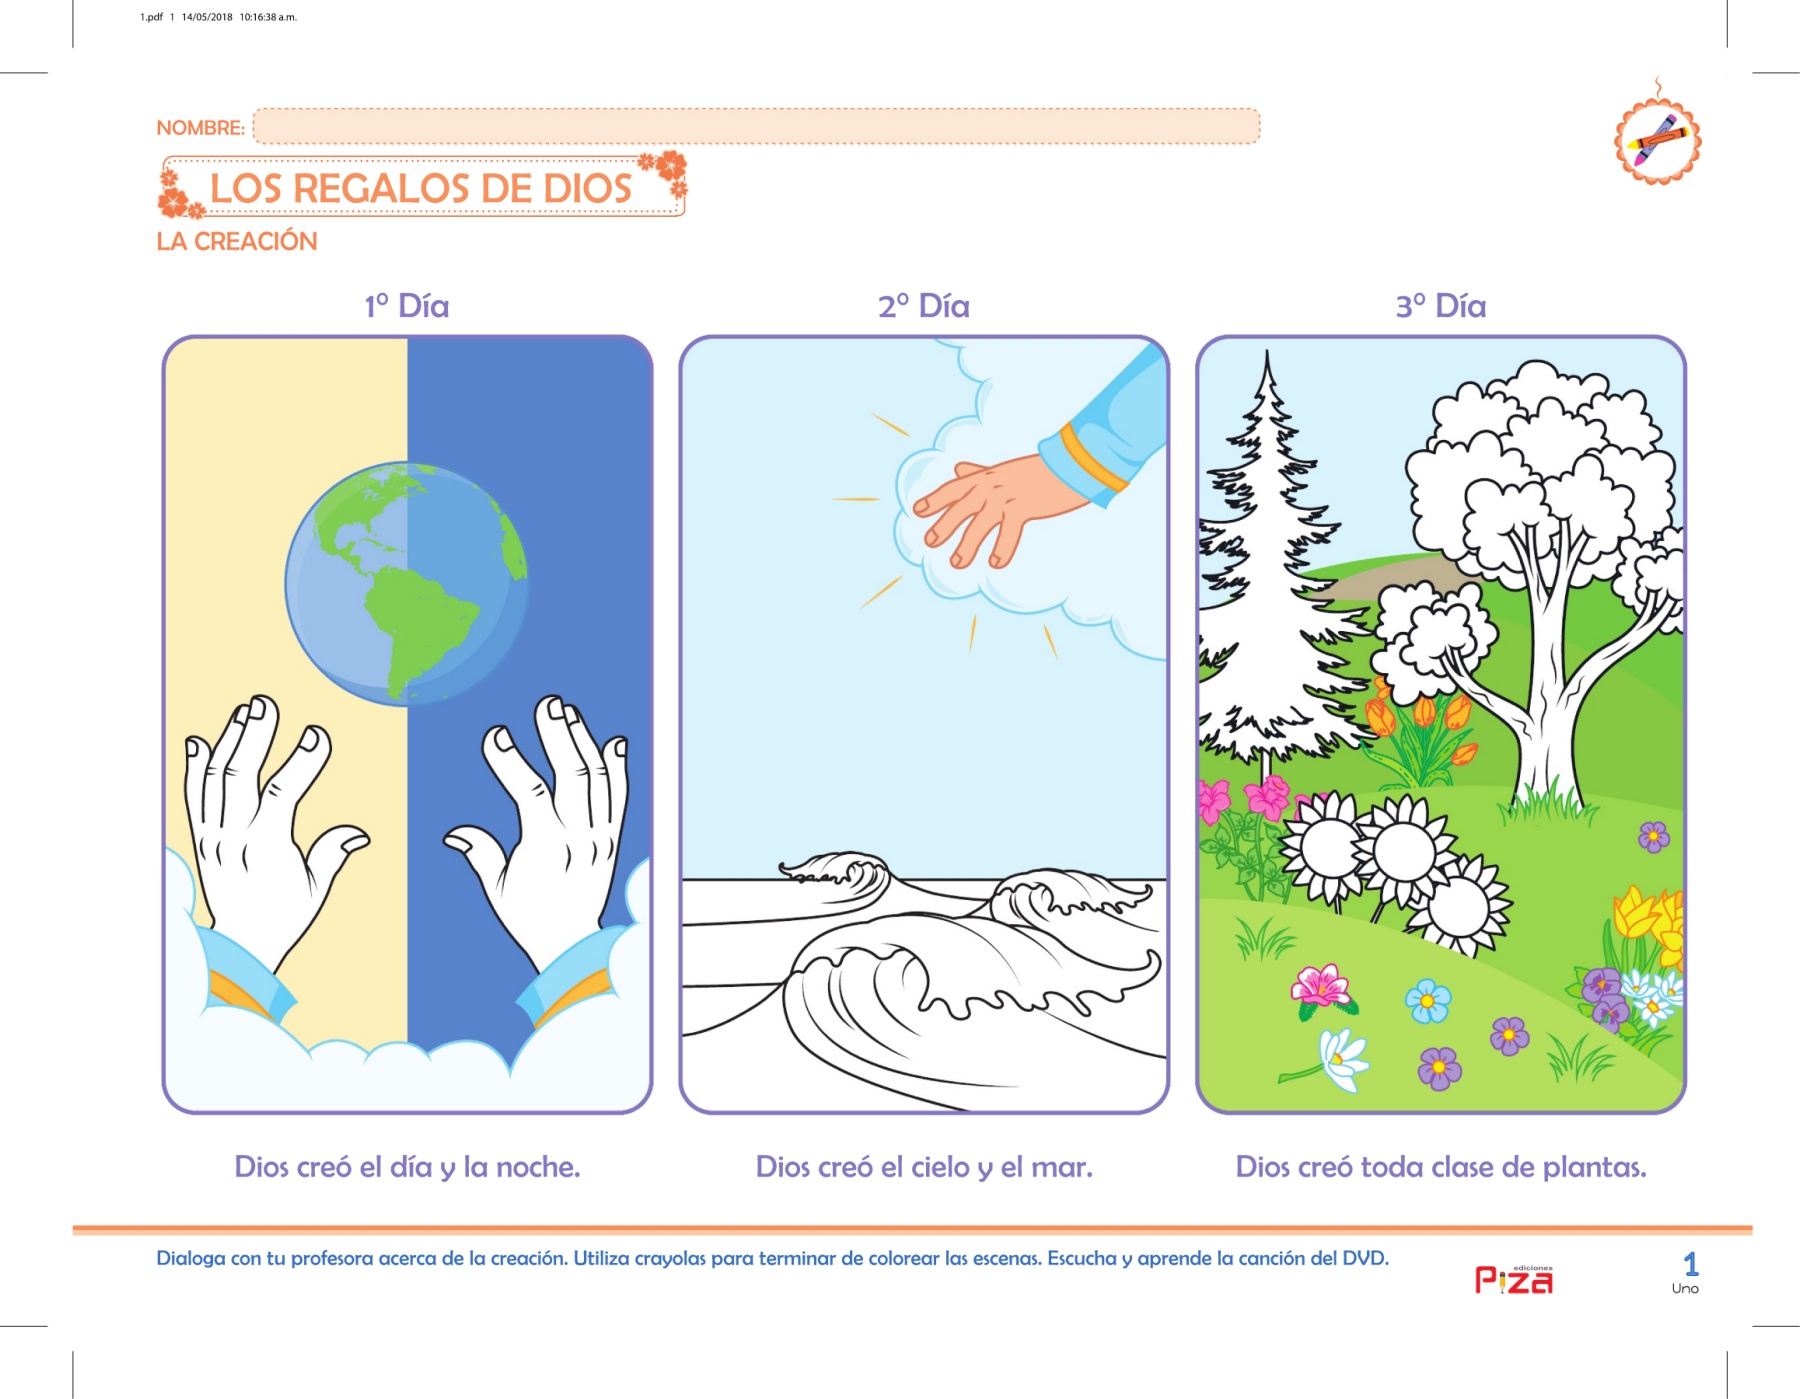 1.pdf 1 14/05/2018 10:16:38 a.m.
NOMBRE:
LOS REGALOS DE DIOS
LA CREACIÓN
1° Día
2° Día
3° Día
Dios creó el día y la noche.
Dios creó el cielo y el mar.
Dios creó toda clase de plantas.
Dialoga con tu profesora acerca de la creación. Utiliza crayolas para terminar de colorear las escenas. Escucha y aprende la canción del DVD.
ediciones
Piza
1
Uno